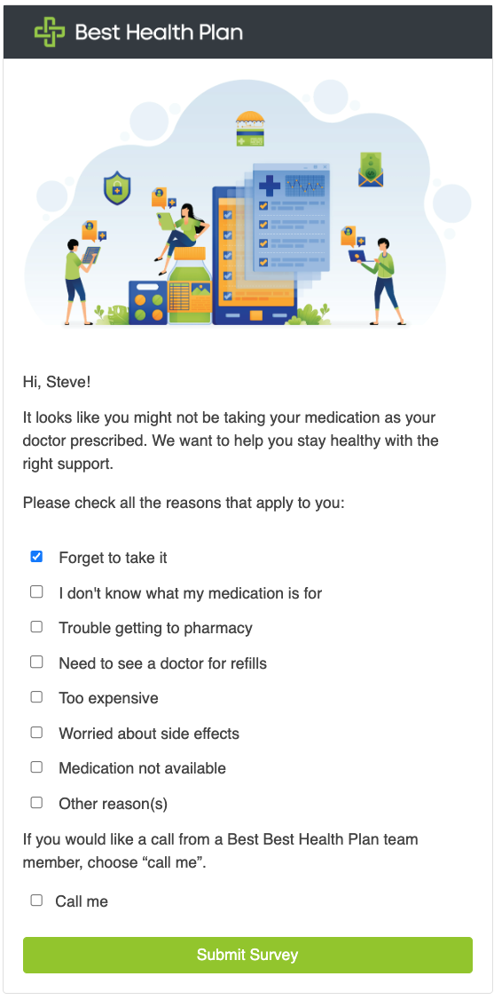 Best Health Plan
Hi, Steve!
It looks like you might not be taking your medication as your
doctor prescribed. We want to help you stay healthy with the
right support.
Please check all the reasons that apply to you:
Forget to take it
I don't know what my medication is for
Trouble getting to pharmacy
Need to see a doctor for refills
Too expensive
Worried about side effects
Medication not available
Other reason(s)
If you would like a call from a Best Best Health Plan team
member, choose “call me”.
Call me
Submit Survey